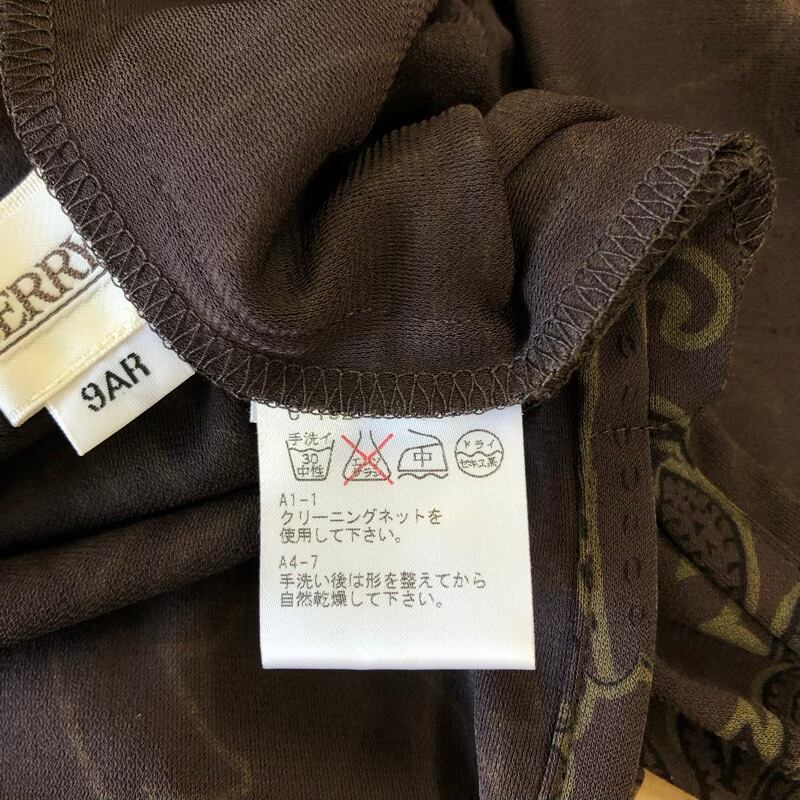 ERRY
9AR
手洗イ
30
中性
エンソ
サラシ
中
ドライ
セキユ系
A1-1
クリーニングネットを
使用して下さい。
A4-7
手洗い後は形を整えてから
自然乾燥して下さい。